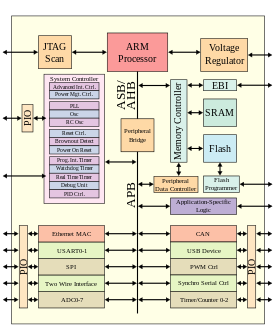 JTAG
Scan
ARM
Processor
Voltage
Regulator
System Controller
Advanced Int. Ctrl.
Power Mgt. Ctrl.
PLL
Osc
RC Osc
Reset Ctrl.
Brownout Detect
Power On Reset
Prog. Int. Timer
Watchdog Timer
Real Time Timer
Debug Unit
PID Ctrl.
PIO
ASB/
AHB
Peripheral
Bridge
APB
Memory Controller
EBI
SRAM
Flash
Peripheral
Data Controller
Flash
Programmer
Application-Specific
Logic
PIO
Ethernet MAC
USART0-1
SPI
Two Wire Interface
ADC0-7
CAN
USB Device
PWM Ctrl
Synchro Serial Ctrl
Timer/Counter 0-2
PIO